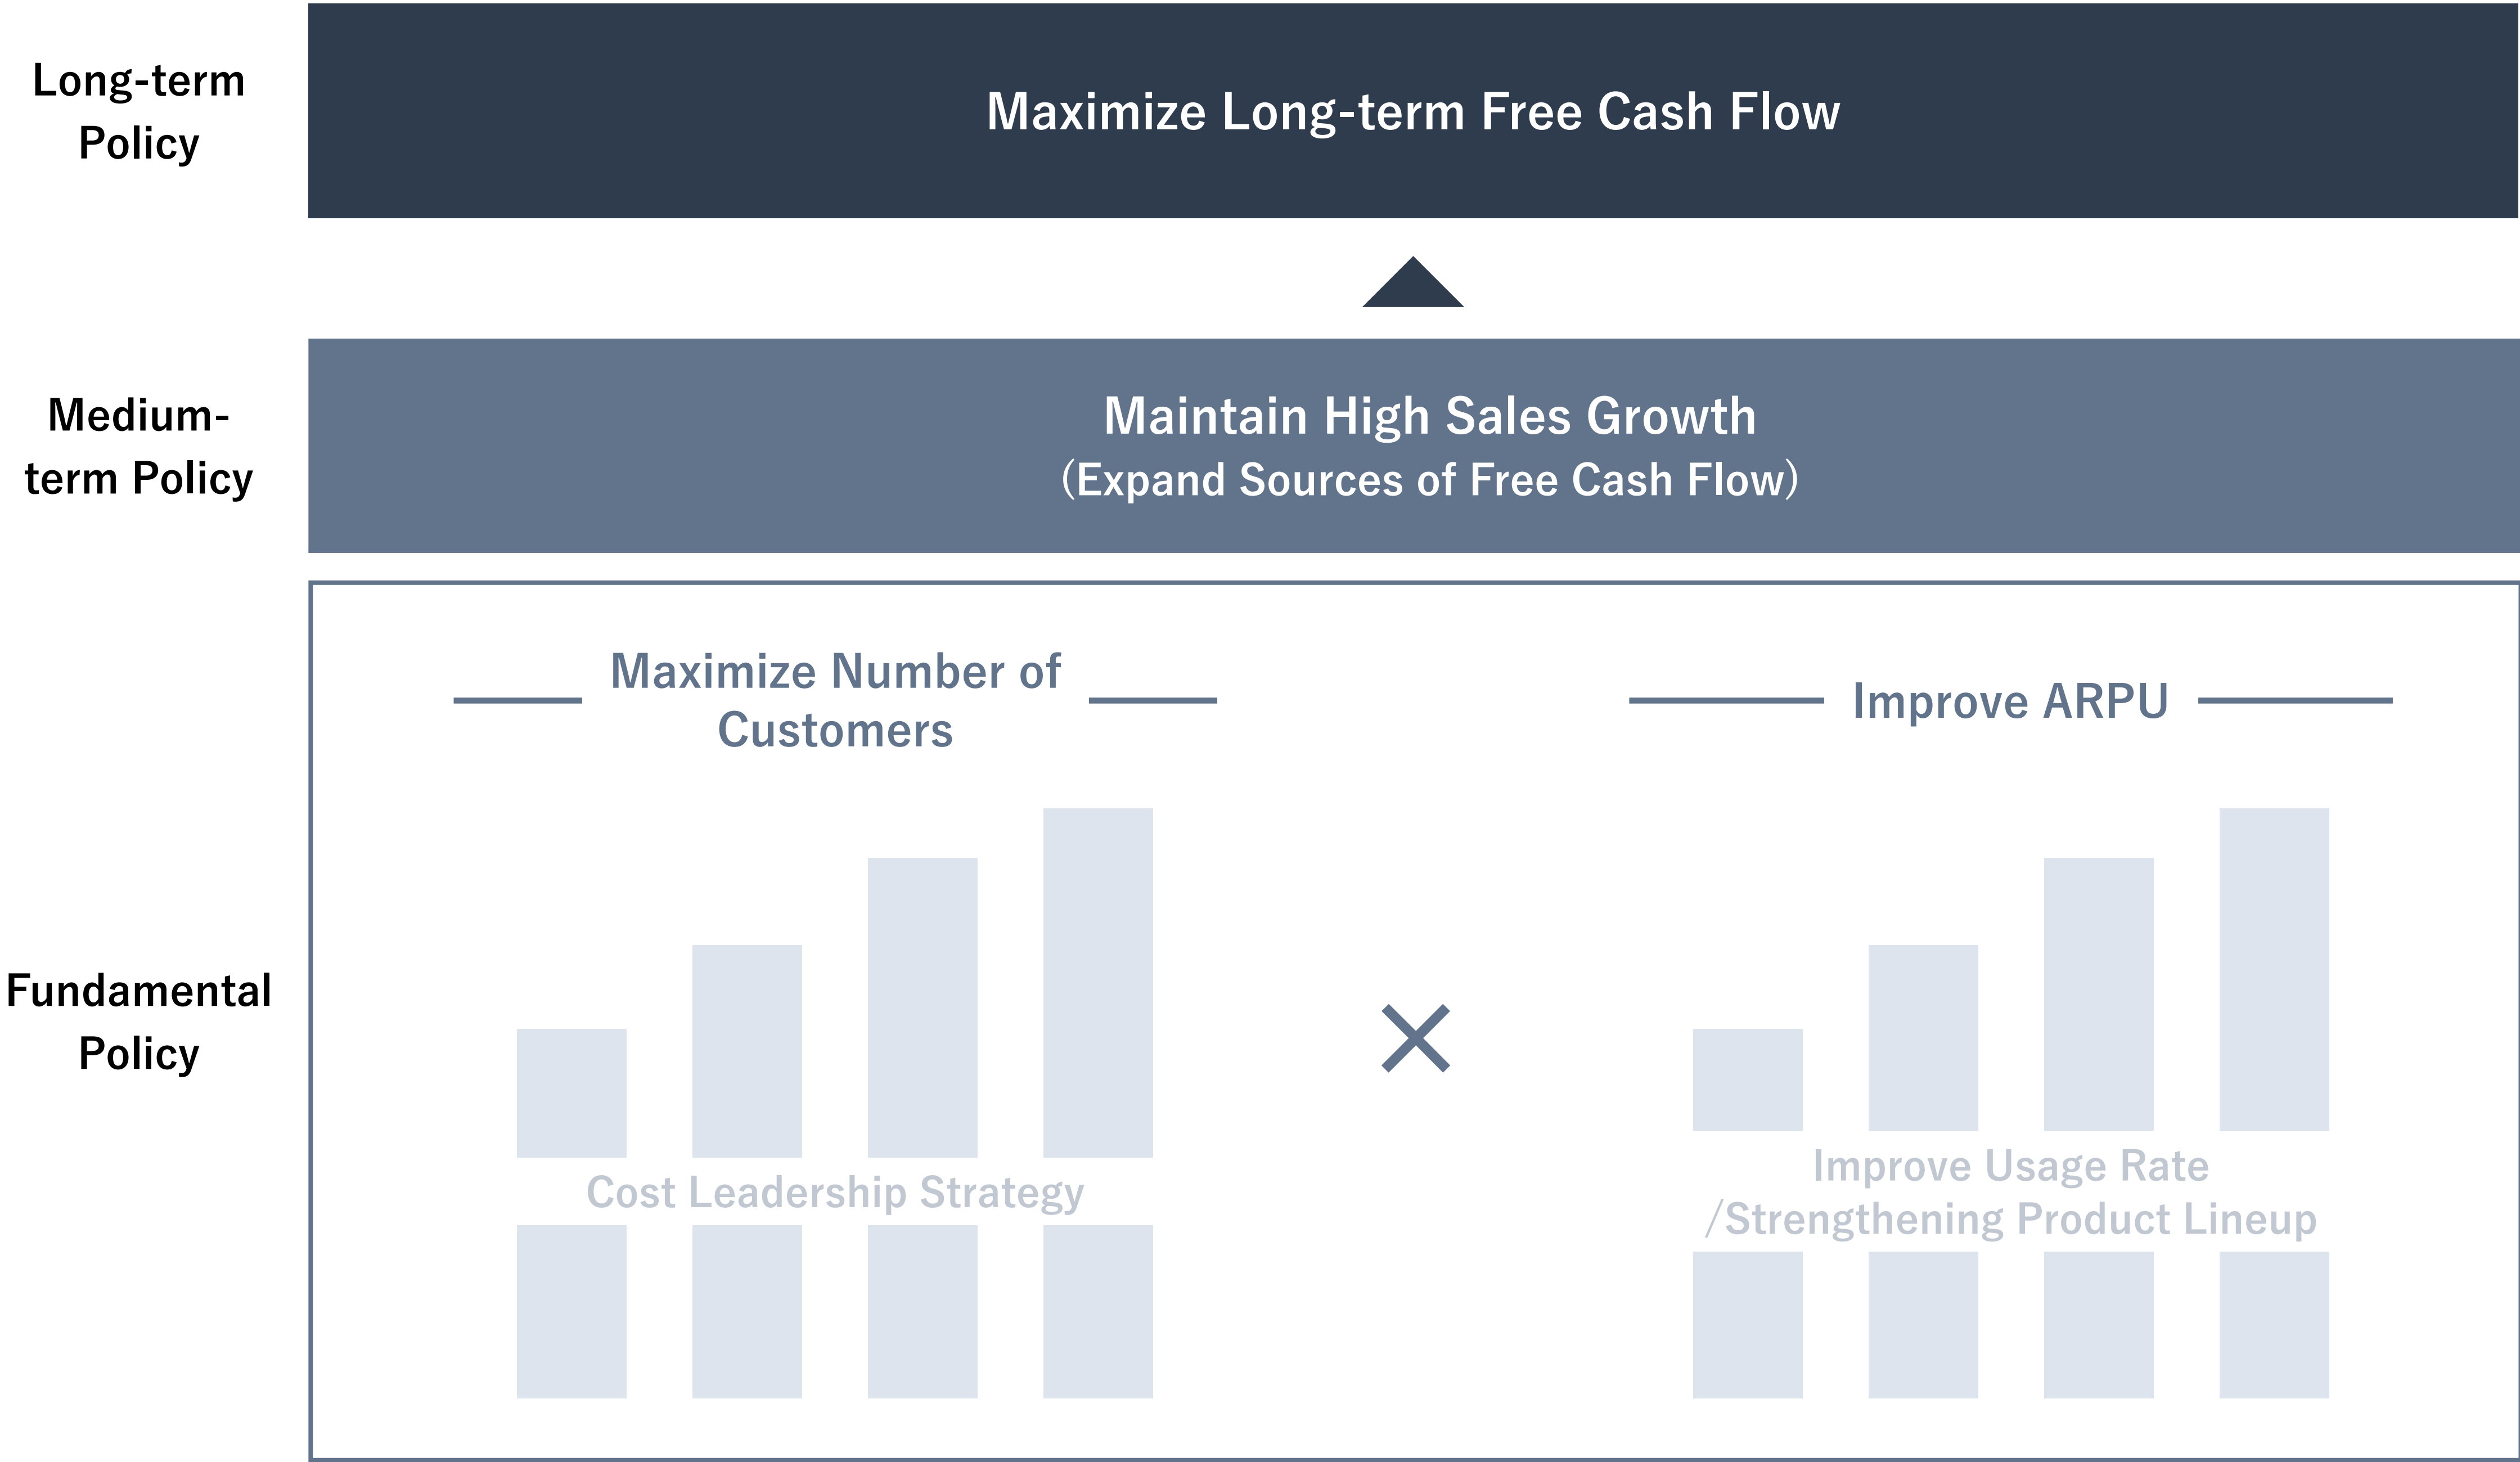 Long-term
Policy
Maximize Long-term Free Cash Flow
Medium-
term Policy
Maintain High Sales Growth
(Expand Sources of Free Cash Flow)
Fundamental
Policy
Maximize Number of
Customers
Cost Leadership Strategy
×
Improve ARPU
Improve Usage Rate
/Strengthening Product Lineup